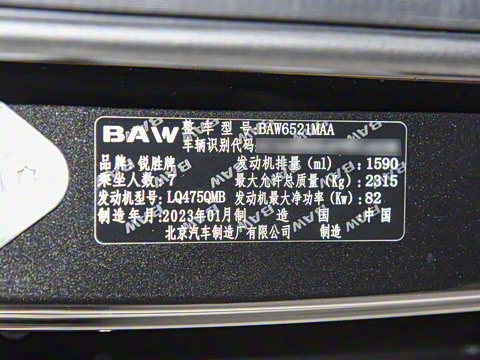 BAW 整车型号:BAW6521MAA
车辆识别代码:
品牌:锐胜牌 发动机排量(ml) :1590
乘坐人数:7 最大允许总质量(Kg):2315
发动机型号:LQ475QMB 发动机最大净功率(Kw):82
制造年月:2023年01月 制造国 中国
北京汽车制造厂有限公司 制造